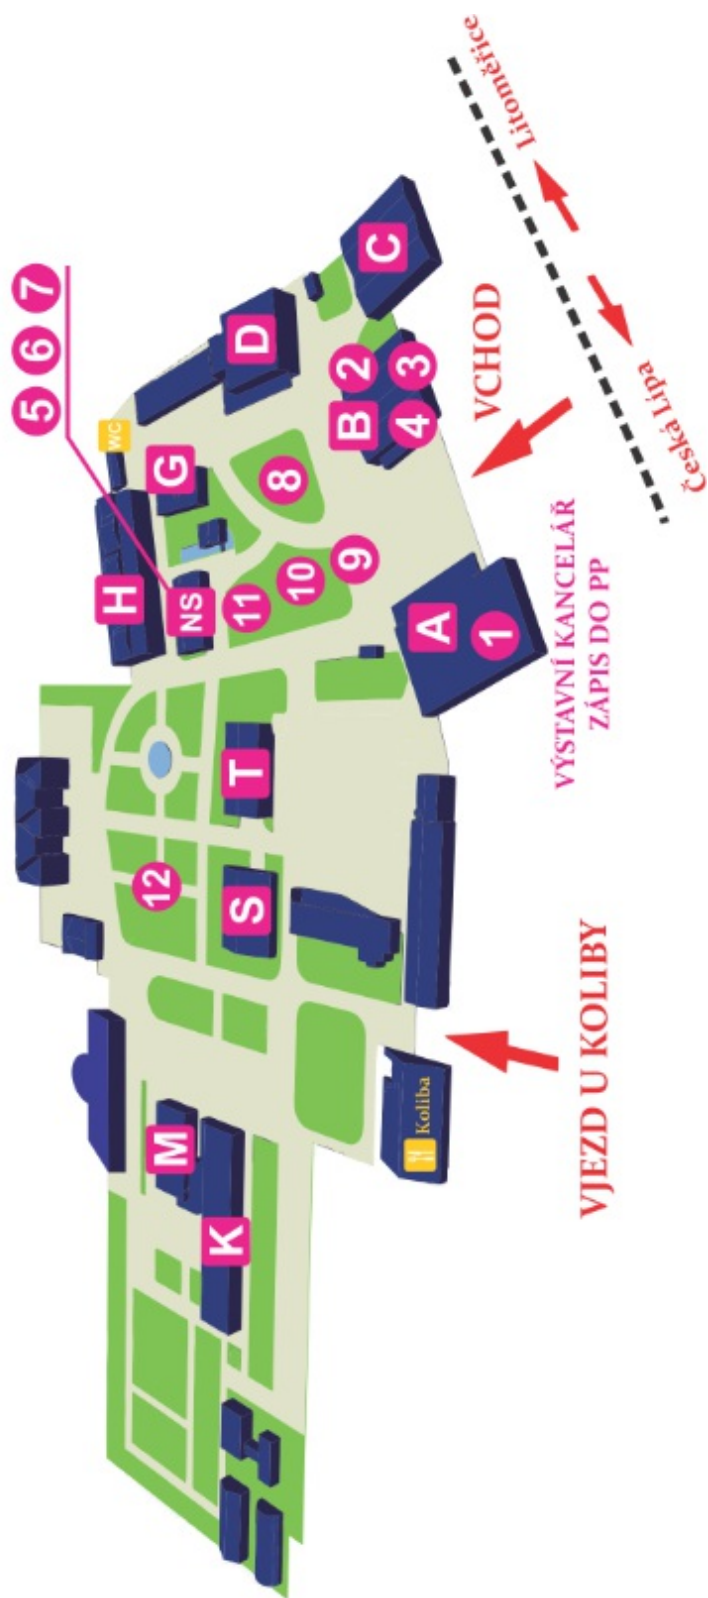 5 6 7
WC
H
M
12
G
NS
K
S
T
11
D
8
10
9
B 2
C
4 3
Koliba
A
1
VCHOD
Litoměřice
VÝSTAVNÍ KANCELÁŘ
ZÁPIS DO PP
VJEZD U KOLIBY
Česká Lípa